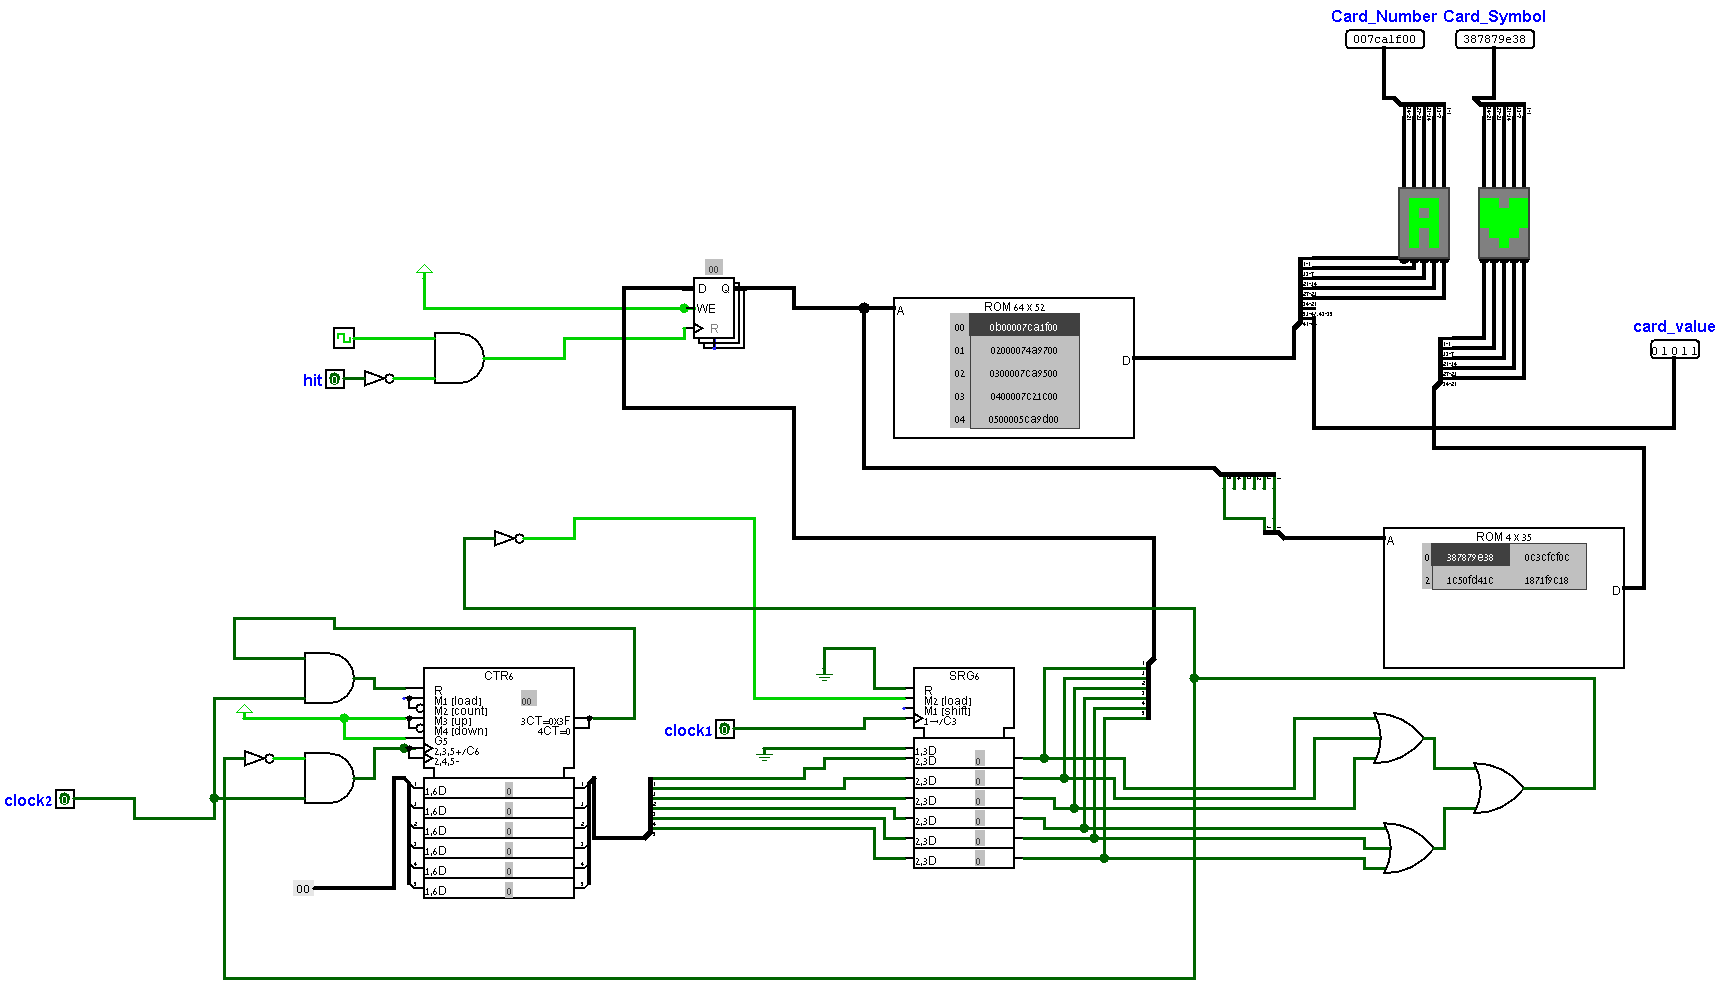 Card_Number Card_Symbol
007ca1f00 387879e38
00
D Q
WE
R
hit
ROM 64 X 52
A
00 0b00007ca1f00
01 02000074a9700
02 0300007ca9500
03 0400007c21c00
04 0500005ca9d00
D
card_value
0 1 0 1 1
ROM 4 X 35
A
0 387879e38 0c3cfcf0c
2 1c50fd41c 1871f9c18
D
CTR6
R
M1 [load]
M2 [count]
M3 [up]
M4 [down]
G5
2,3,5+/C6
2,4,5-
00
3CT=0x3F
4CT=0
1,6D 0
1,6D 0
1,6D 0
1,6D 0
1,6D 0
1,6D 0
00
clock2 0
SRG6
R
M2 [load]
M1 [shift]
1→/C3
clock1 0
1,3D
2,3D 0
2,3D 0
2,3D 0
2,3D 0
2,3D 0
2,3D 0